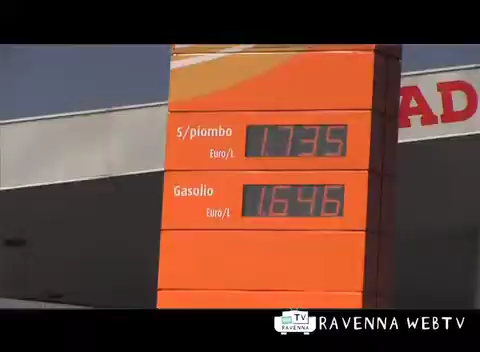 S/piombo
Euro/L
1.735
AD
Gasolio
Euro/L
1.646
TV
RAVENNA
RAVENNA WEBTV